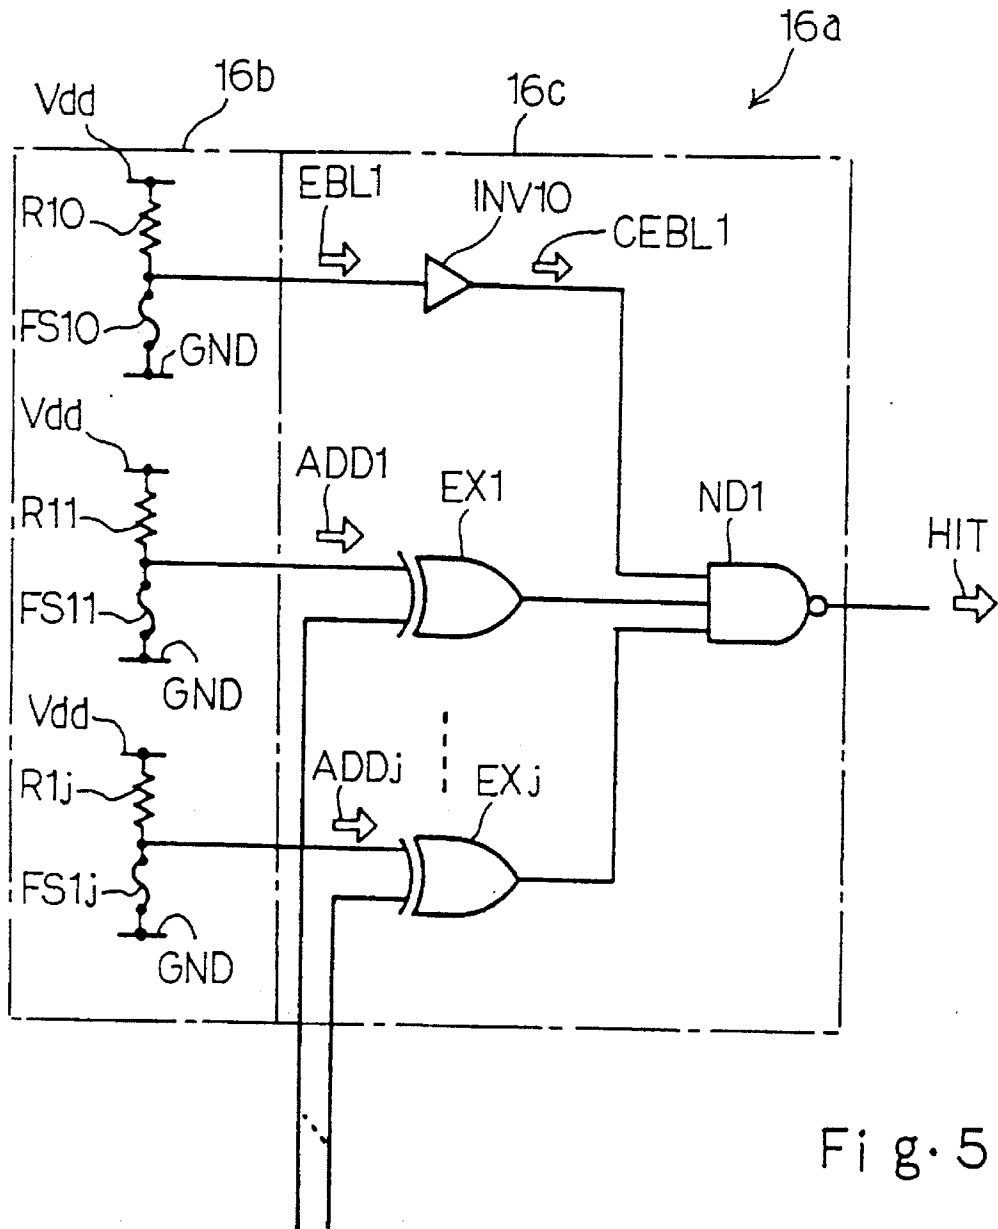 16a
16b
16c
Vdd
EBL1
INV10
R10
CEBL1
FS10
GND
Vdd
ADD1
EX1
ND1
R11
HIT
FS11
GND
Vdd
ADDj
EXj
R1j
FS1j
GND
Fig. 5